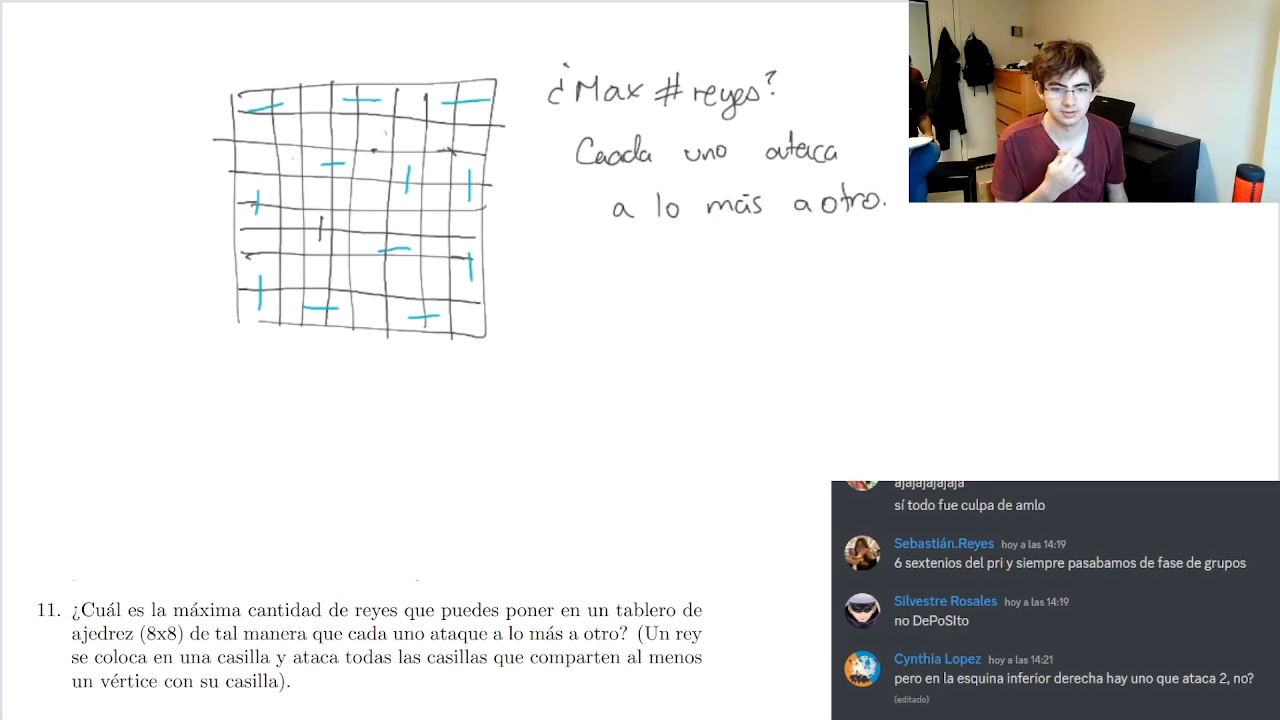 ¿Max # reyes?
Caada uno ataca
a lo más a otro.
ajajajajajaja
sí todo fue culpa de amlo
Sebastián.Reyes hoy a las 14:19
6 sextenios del pri y siempre pasabamos de fase de grupos
Silvestre Rosales hoy a las 14:19
no DePoSIto
Cynthia Lopez hoy a las 14:21
pero en la esquina inferior derecha hay uno que ataca 2, no?
(editado)
11. ¿Cuál es la máxima cantidad de reyes que puedes poner en un tablero de
ajedrez (8x8) de tal manera que cada uno ataque a lo más a otro? (Un rey
se coloca en una casilla y ataca todas las casillas que comparten al menos
un vértice con su casilla).